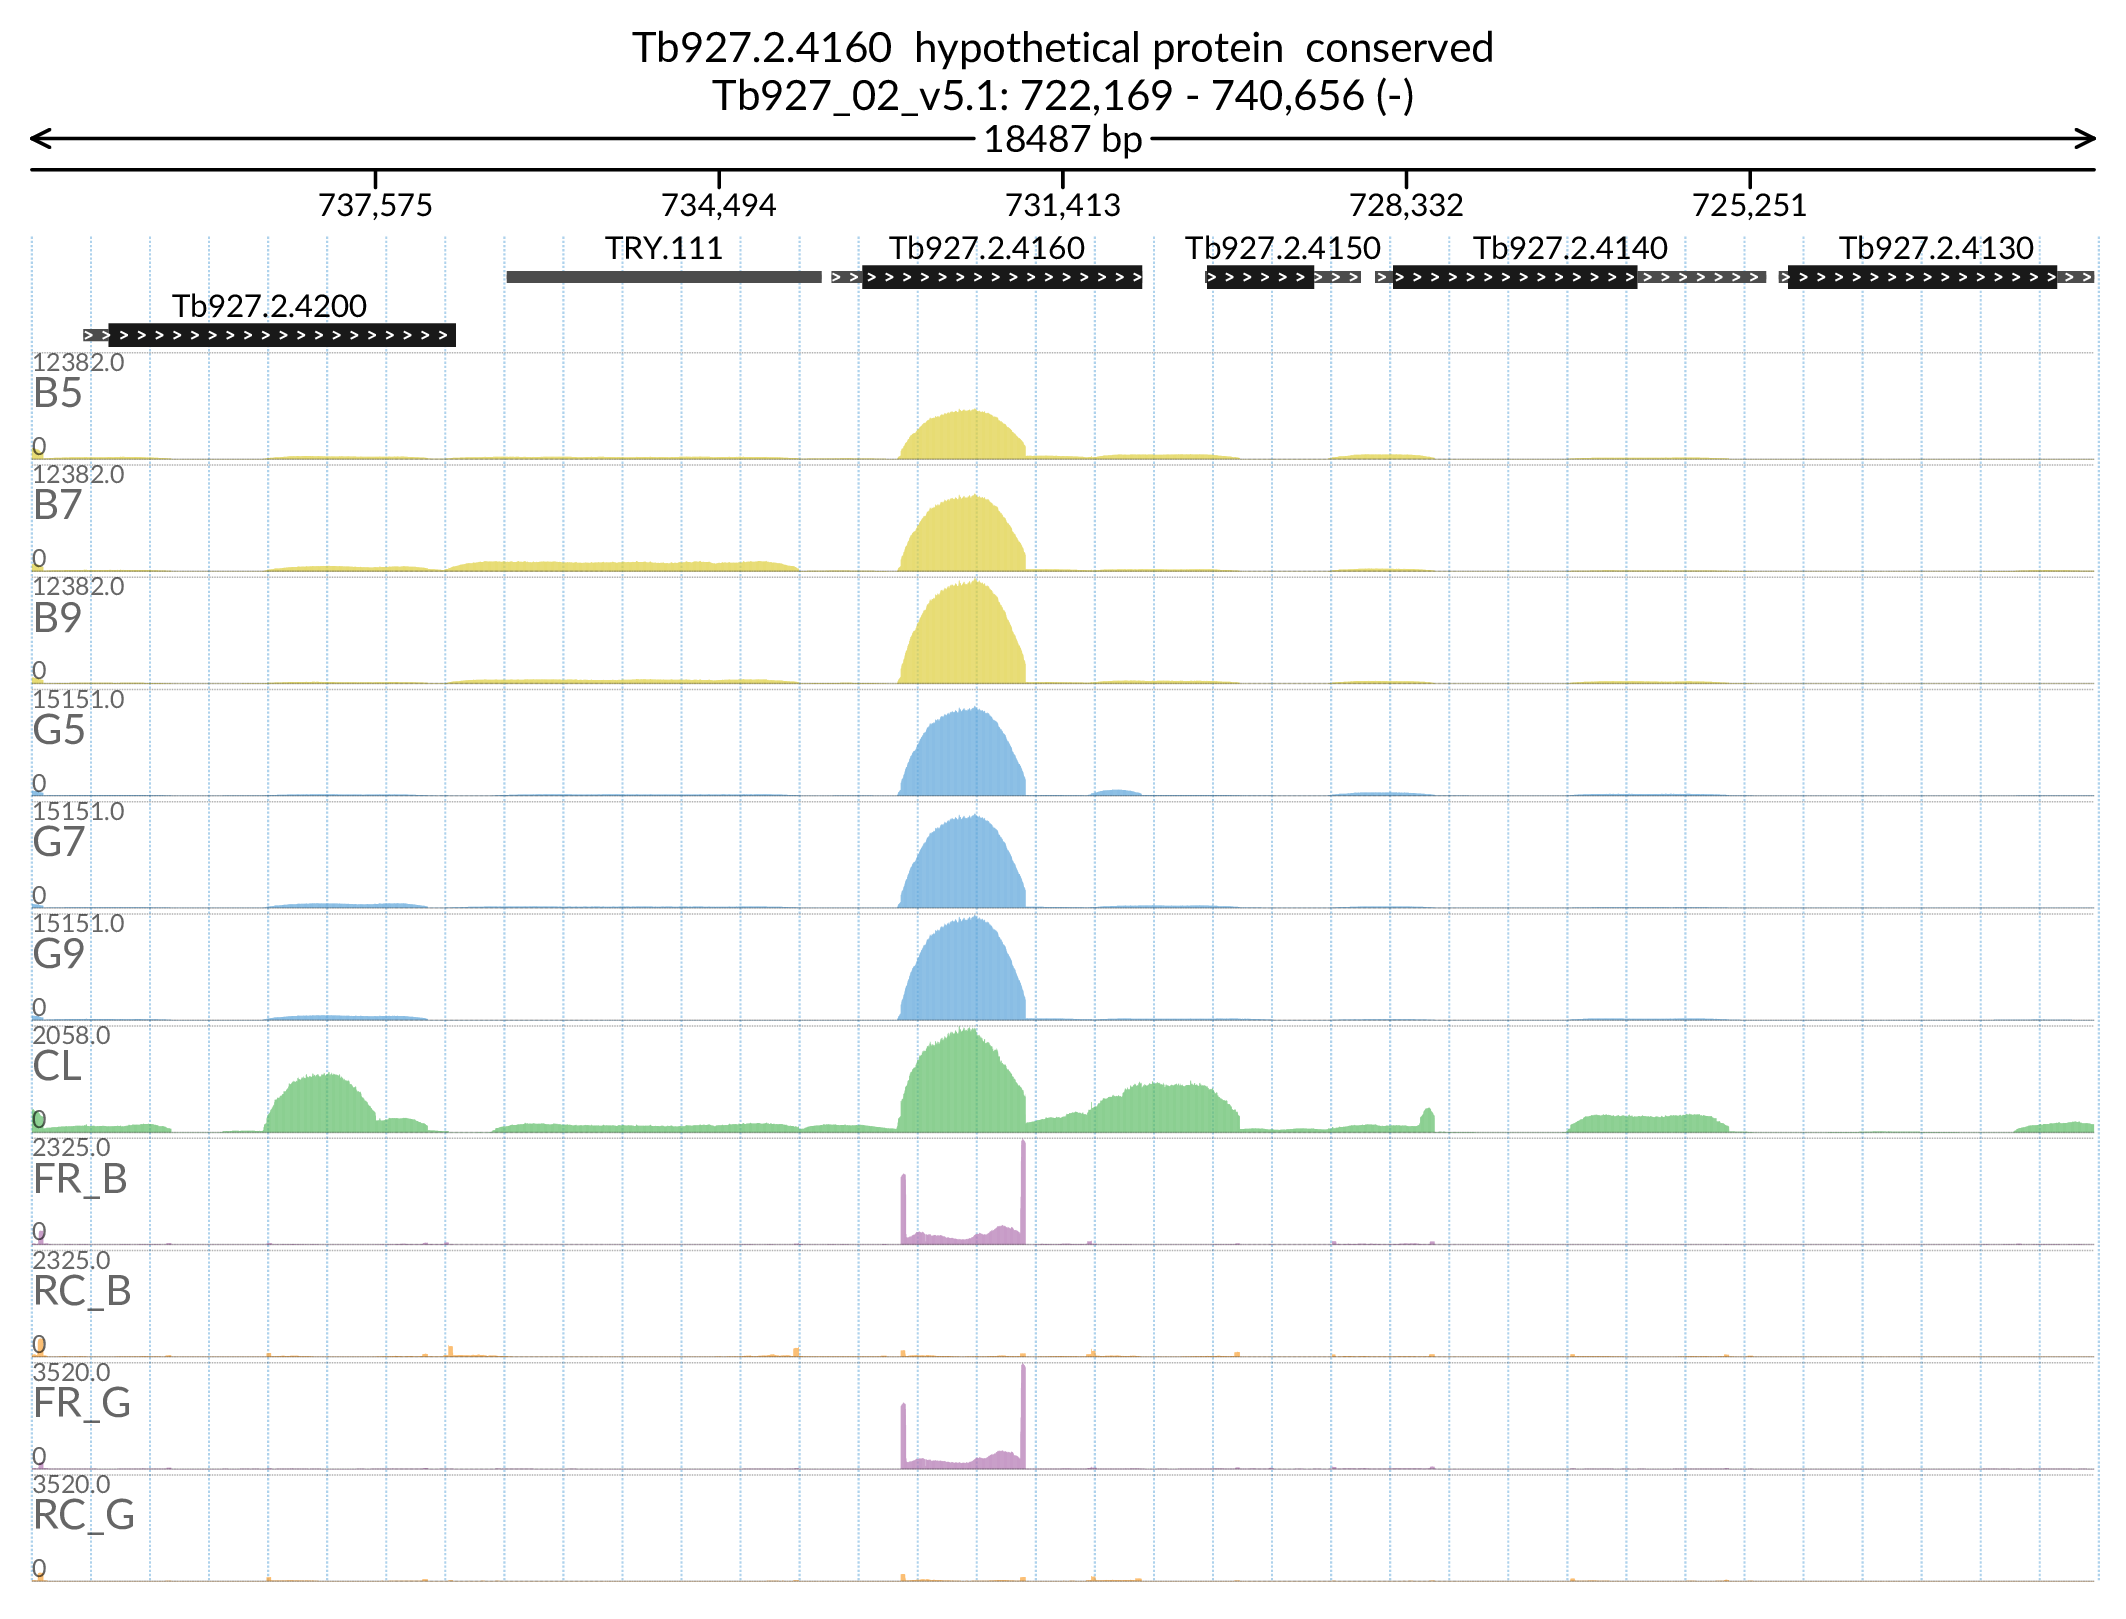 Tb927.2.4160 hypothetical protein conserved
Tb927_02_v5.1: 722,169 - 740,656 (-)
18487 bp
737,575 734,494 731,413 728,332 725,251
TRY.111 Tb927.2.4160 Tb927.2.4150 Tb927.2.4140 Tb927.2.4130
Tb927.2.4200
12382.0
B5
0
12382.0
B7
0
12382.0
B9
0
15151.0
G5
0
15151.0
G7
0
15151.0
G9
0
2058.0
CL
0
2325.0
FR_B
0
2325.0
RC_B
0
3520.0
FR_G
0
3520.0
RC_G
0